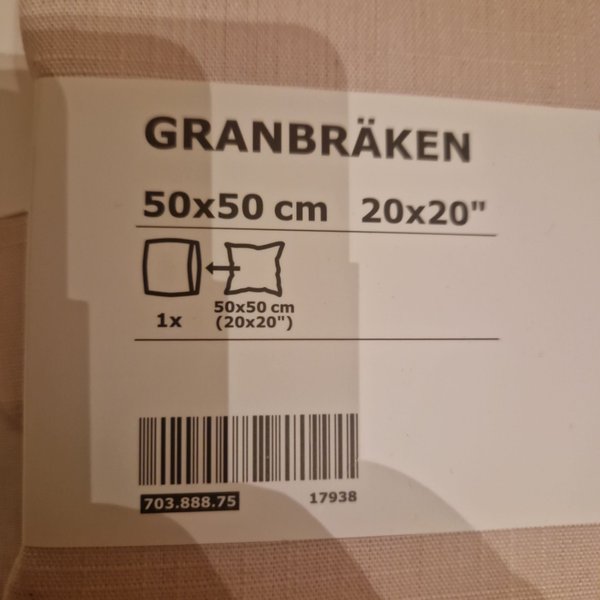 GRANBRÄKEN
50x50 cm 20x20"
1x
50x50 cm
(20x20")
703.888.75 17938